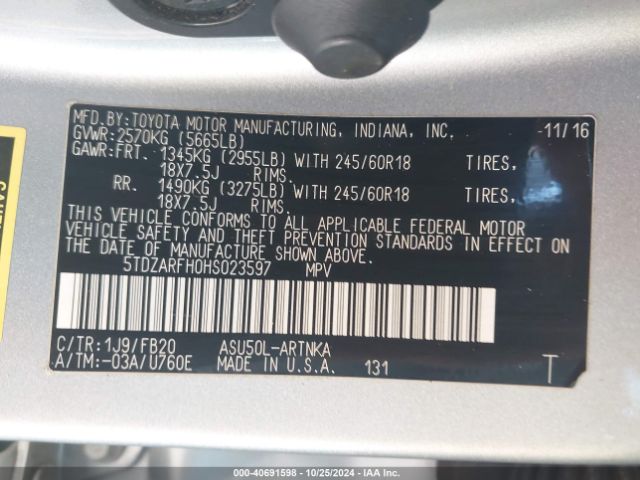 MFD.BY:TOYOTA MOTOR MANUFACTURING, INDIANA, INC. 11/16
GVWR:2570KG (5665LB)
GAWR:FRT. 1345KG (2955LB) WITH 245/60R18 TIRES,
18X7.5J RIMS.
RR. 1490KG (3275LB) WITH 245/60R18 TIRES,
18X7.5J RIMS.
THIS VEHICLE CONFORMS TO ALL APPLICABLE FEDERAL MOTOR
VEHICLE SAFETY AND THEFT PREVENTION STANDARDS IN EFFECT ON
THE DATE OF MANUFACTURE SHOWN ABOVE.
5TDZARFH0HS023597 MPV
C/TR:1J9/FB20 ASU50L-ARTNKA
A/TM:-03A/U760E MADE IN U.S.A. 131 T
000-40691598 - 10/25/2024 - IAA Inc.